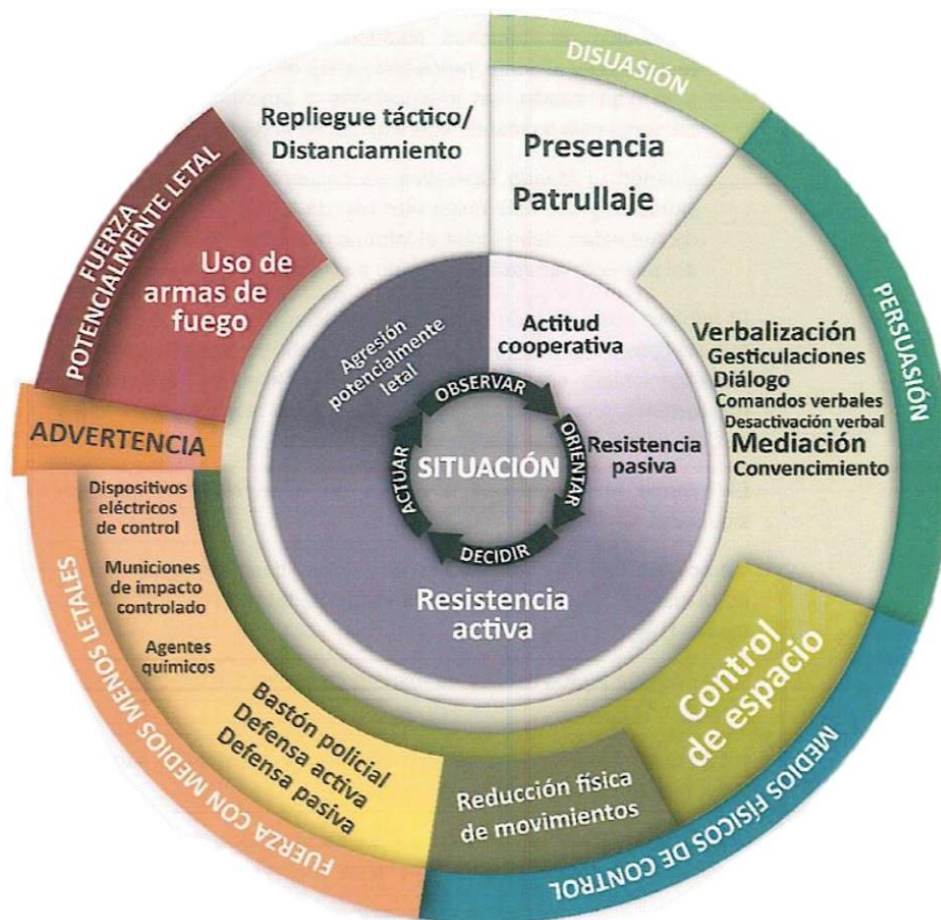 DISUASIÓN
Presencia
Patrullaje
PERSUASIÓN
Verbalización
Gesticulaciones
Diálogo
Comandos verbales
Desactivación verbal
Mediación
Convencimiento
MEDIOS FÍSICOS DE CONTROL
Control
de espacio
Reducción física
de movimientos
FUERZA CON MEDIOS MENOS LETALES
Bastón policial
Defensa activa
Defensa pasiva
Agentes
químicos
Municiones
de impacto
controlado
Dispositivos
eléctricos
de control
ADVERTENCIA
FUERZA
POTENCIALMENTE LETAL
Uso de
armas de
fuego
Repliegue táctico/
Distanciamiento
Actitud
cooperativa
Resistencia
pasiva
Resistencia
activa
Agresión
potencialmente
letal
OBSERVAR
ORIENTAR
DECIDIR
ACTUAR
SITUACIÓN